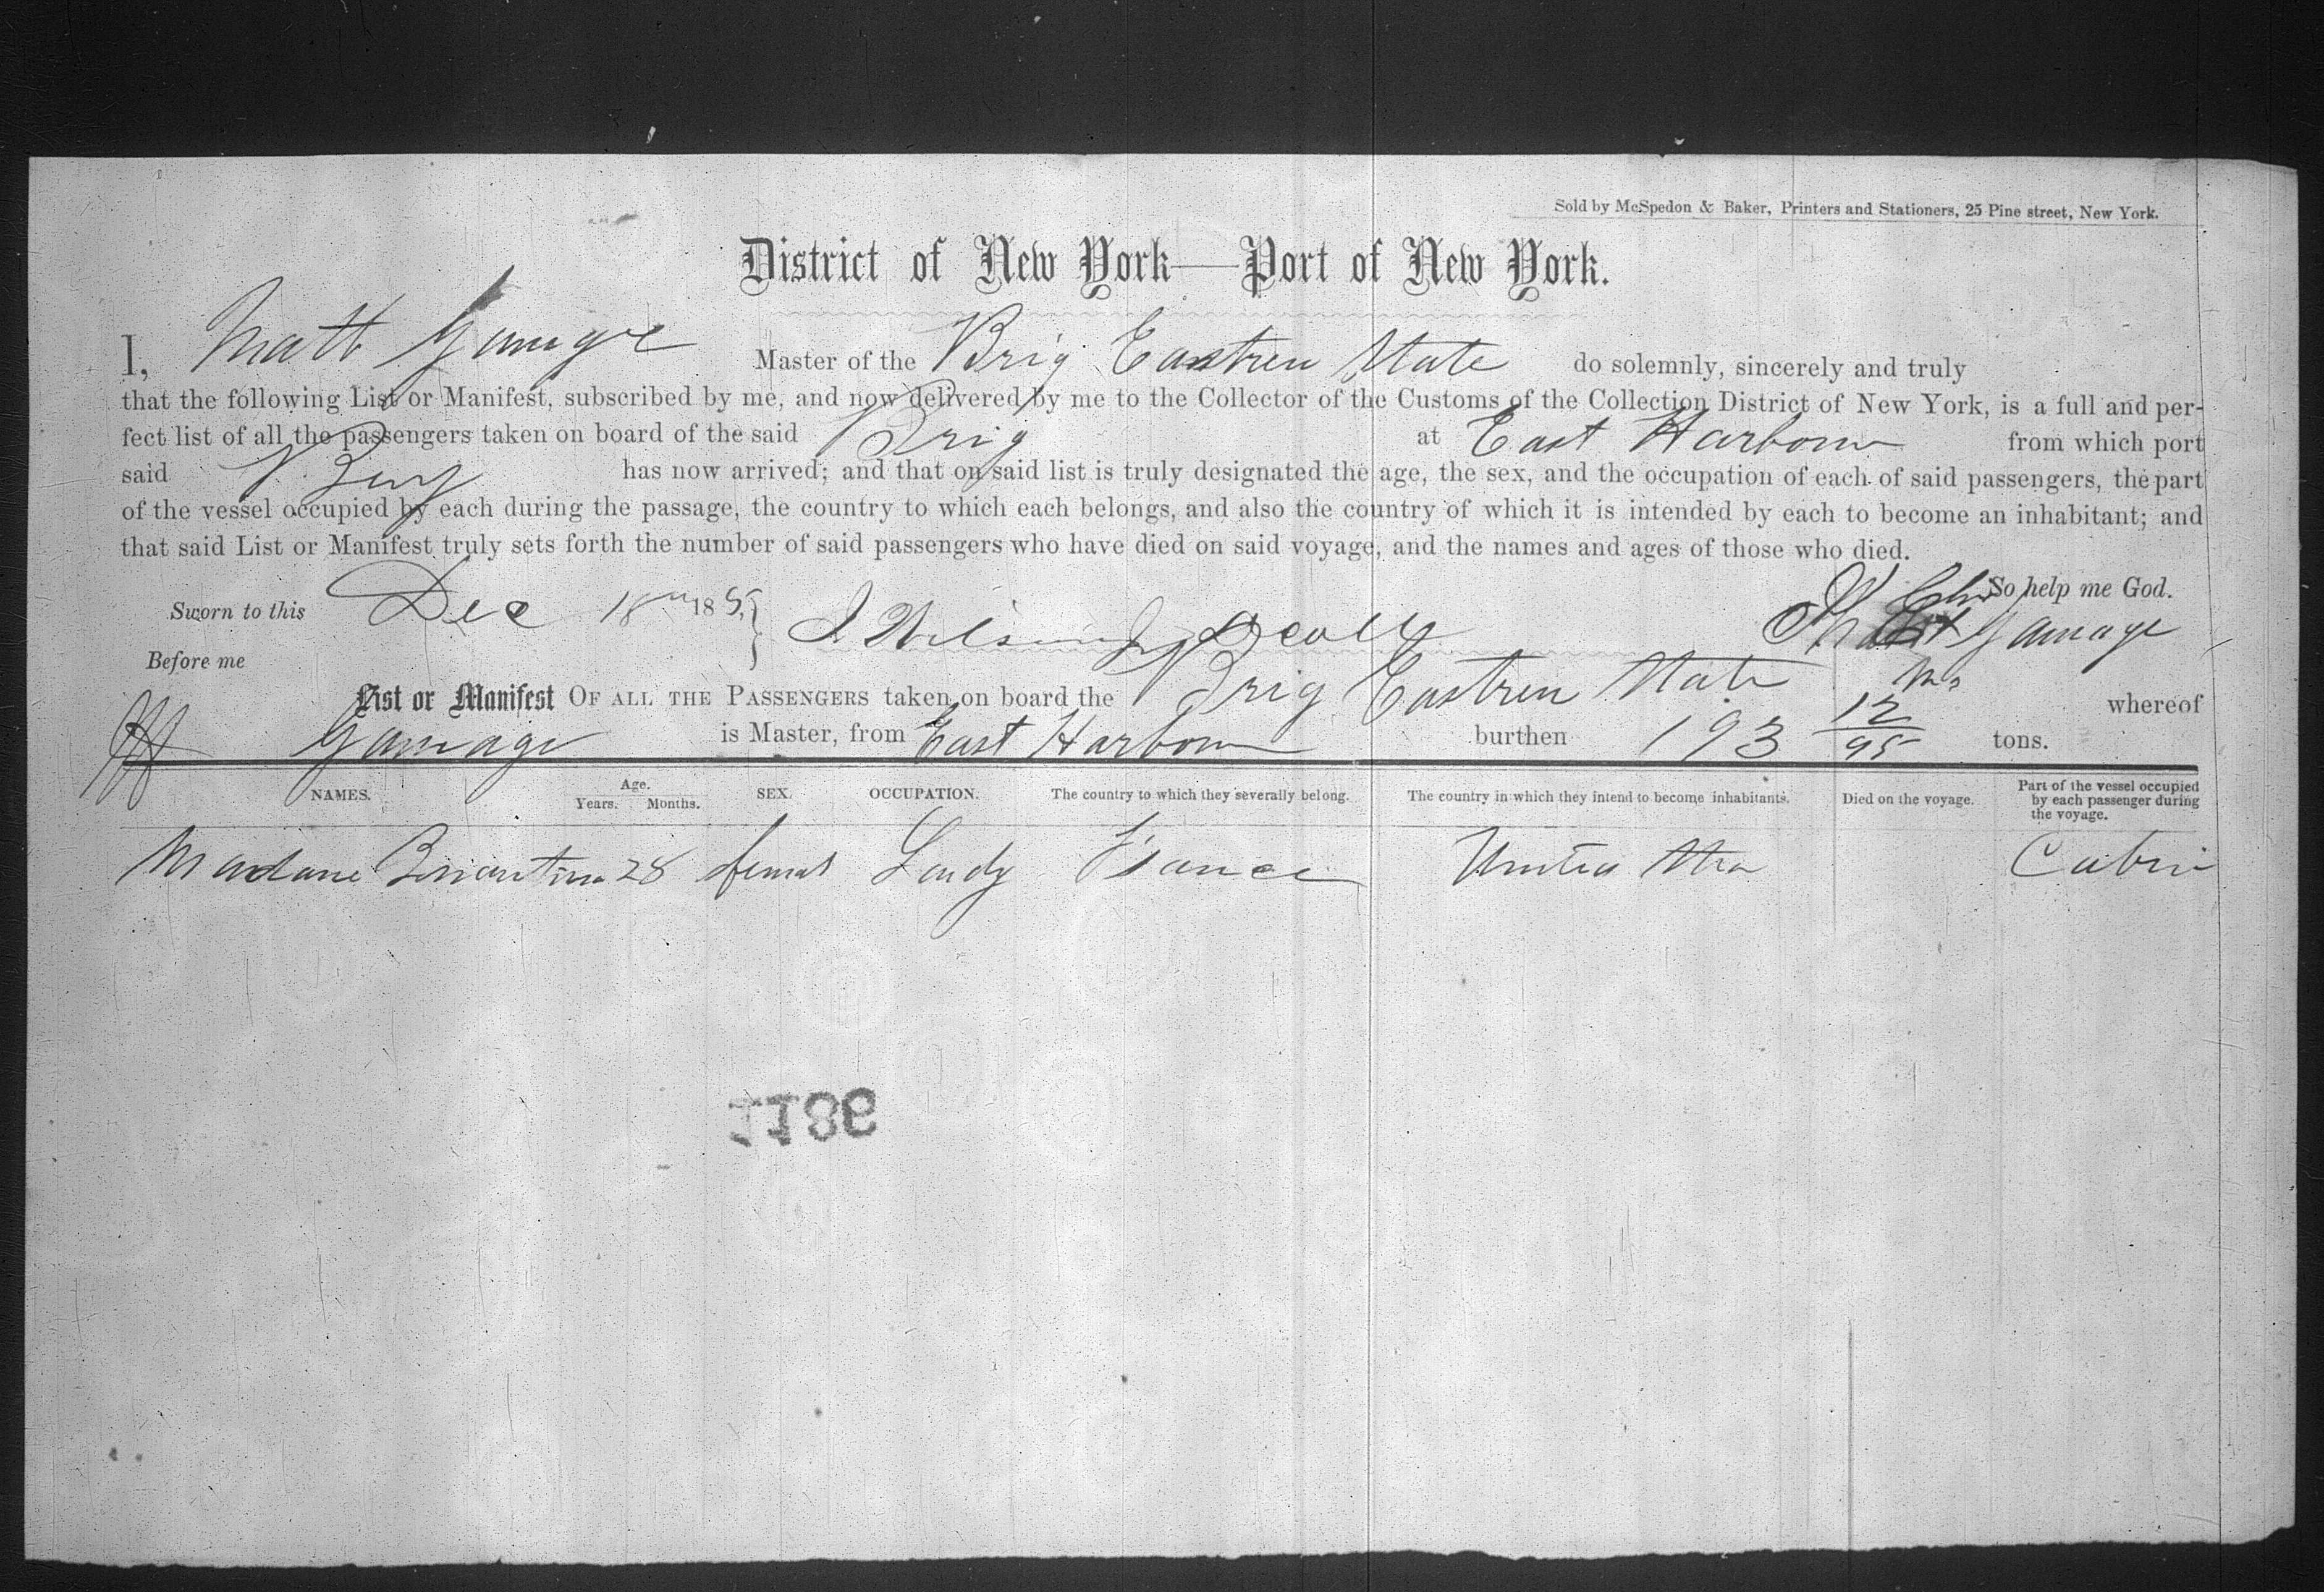 Sold by McSpedon & Baker, Printers and Stationers, 25 Pine street, New York.
District of New York—Port of New York.
I, Matt Gamage Master of the Brig Eastren State do solemnly, sincerely and truly
that the following List or Manifest, subscribed by me, and now delivered by me to the Collector of the Customs of the Collection District of New York, is a full and per-
fect list of all the passengers taken on board of the said Brig at East Harbour from which port
said Brig has now arrived; and that on said list is truly designated the age, the sex, and the occupation of each of said passengers, the part
of the vessel occupied by each during the passage, the country to which each belongs, and also the country of which it is intended by each to become an inhabitant; and
that said List or Manifest truly sets forth the number of said passengers who have died on said voyage, and the names and ages of those who died.
So help me God.
Sworn to this Dec 18 185 Gamage
Before me
List or Manifest OF ALL THE PASSENGERS taken on board the Brig Eastren State whereof
Gamage is Master, from East Harbour burthen 193 12/95 tons.
NAMES. Age. Years. Months. SEX. OCCUPATION. The country to which they severally belong. The country in which they intend to become inhabitants. Died on the voyage. Part of the vessel occupied by each passenger during the voyage.
Madame 28 female Lady France United Cabin
1186